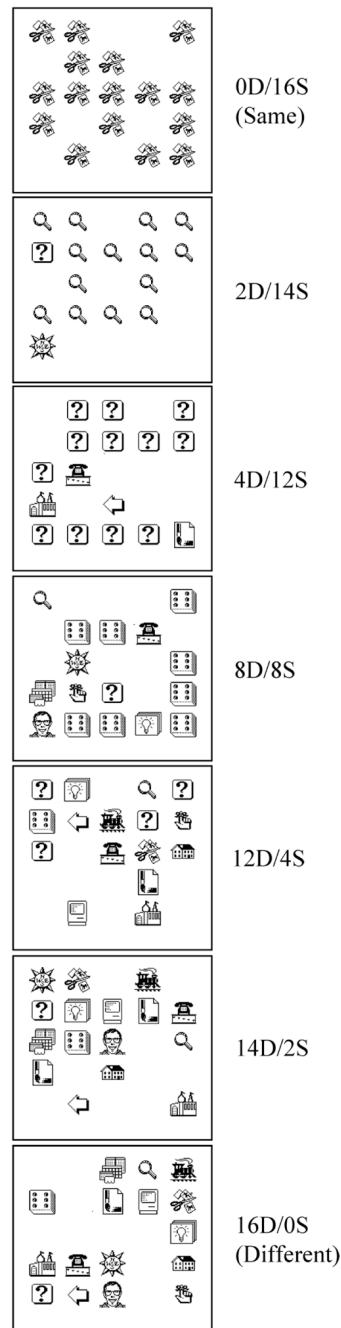 0D/16S
(Same)
2D/14S
?
? ? ?
? ? ? ?
4D/12S
?
? ? ? ?
8D/8S
?
? ?
?
12D/4S
?
?
14D/2S
16D/0S
(Different)
?